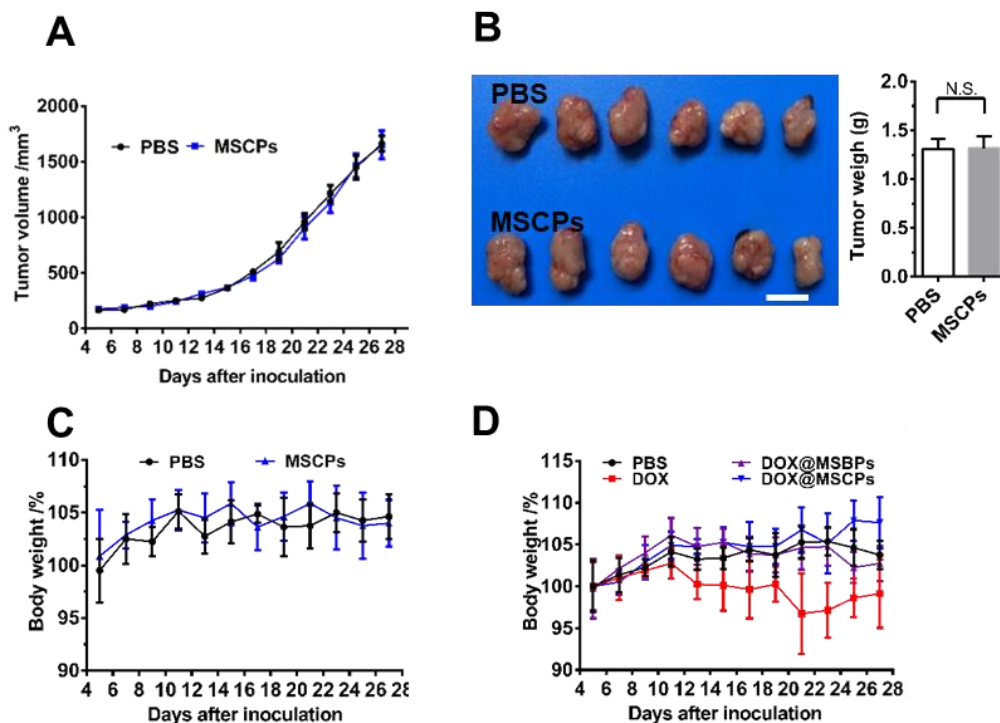 A
PBS MSCPs
Tumor volume /mm³
2000
1500
1000
500
0
4 6 8 10 12 14 16 18 20 22 24 26 28
Days after inoculation
B
PBS
MSCPs
N.S.
Tumor weigh (g)
2.0
1.5
1.0
0.5
0.0
PBS
MSCPs
C
PBS MSCPs
Body weight /%
110
105
100
95
90
4 6 8 10 12 14 16 18 20 22 24 26 28
Days after inoculation
D
PBS DOX@MSBPs
DOX DOX@MSCPs
Body weight /%
115
110
105
100
95
90
4 6 8 10 12 14 16 18 20 22 24 26 28
Days after inoculation